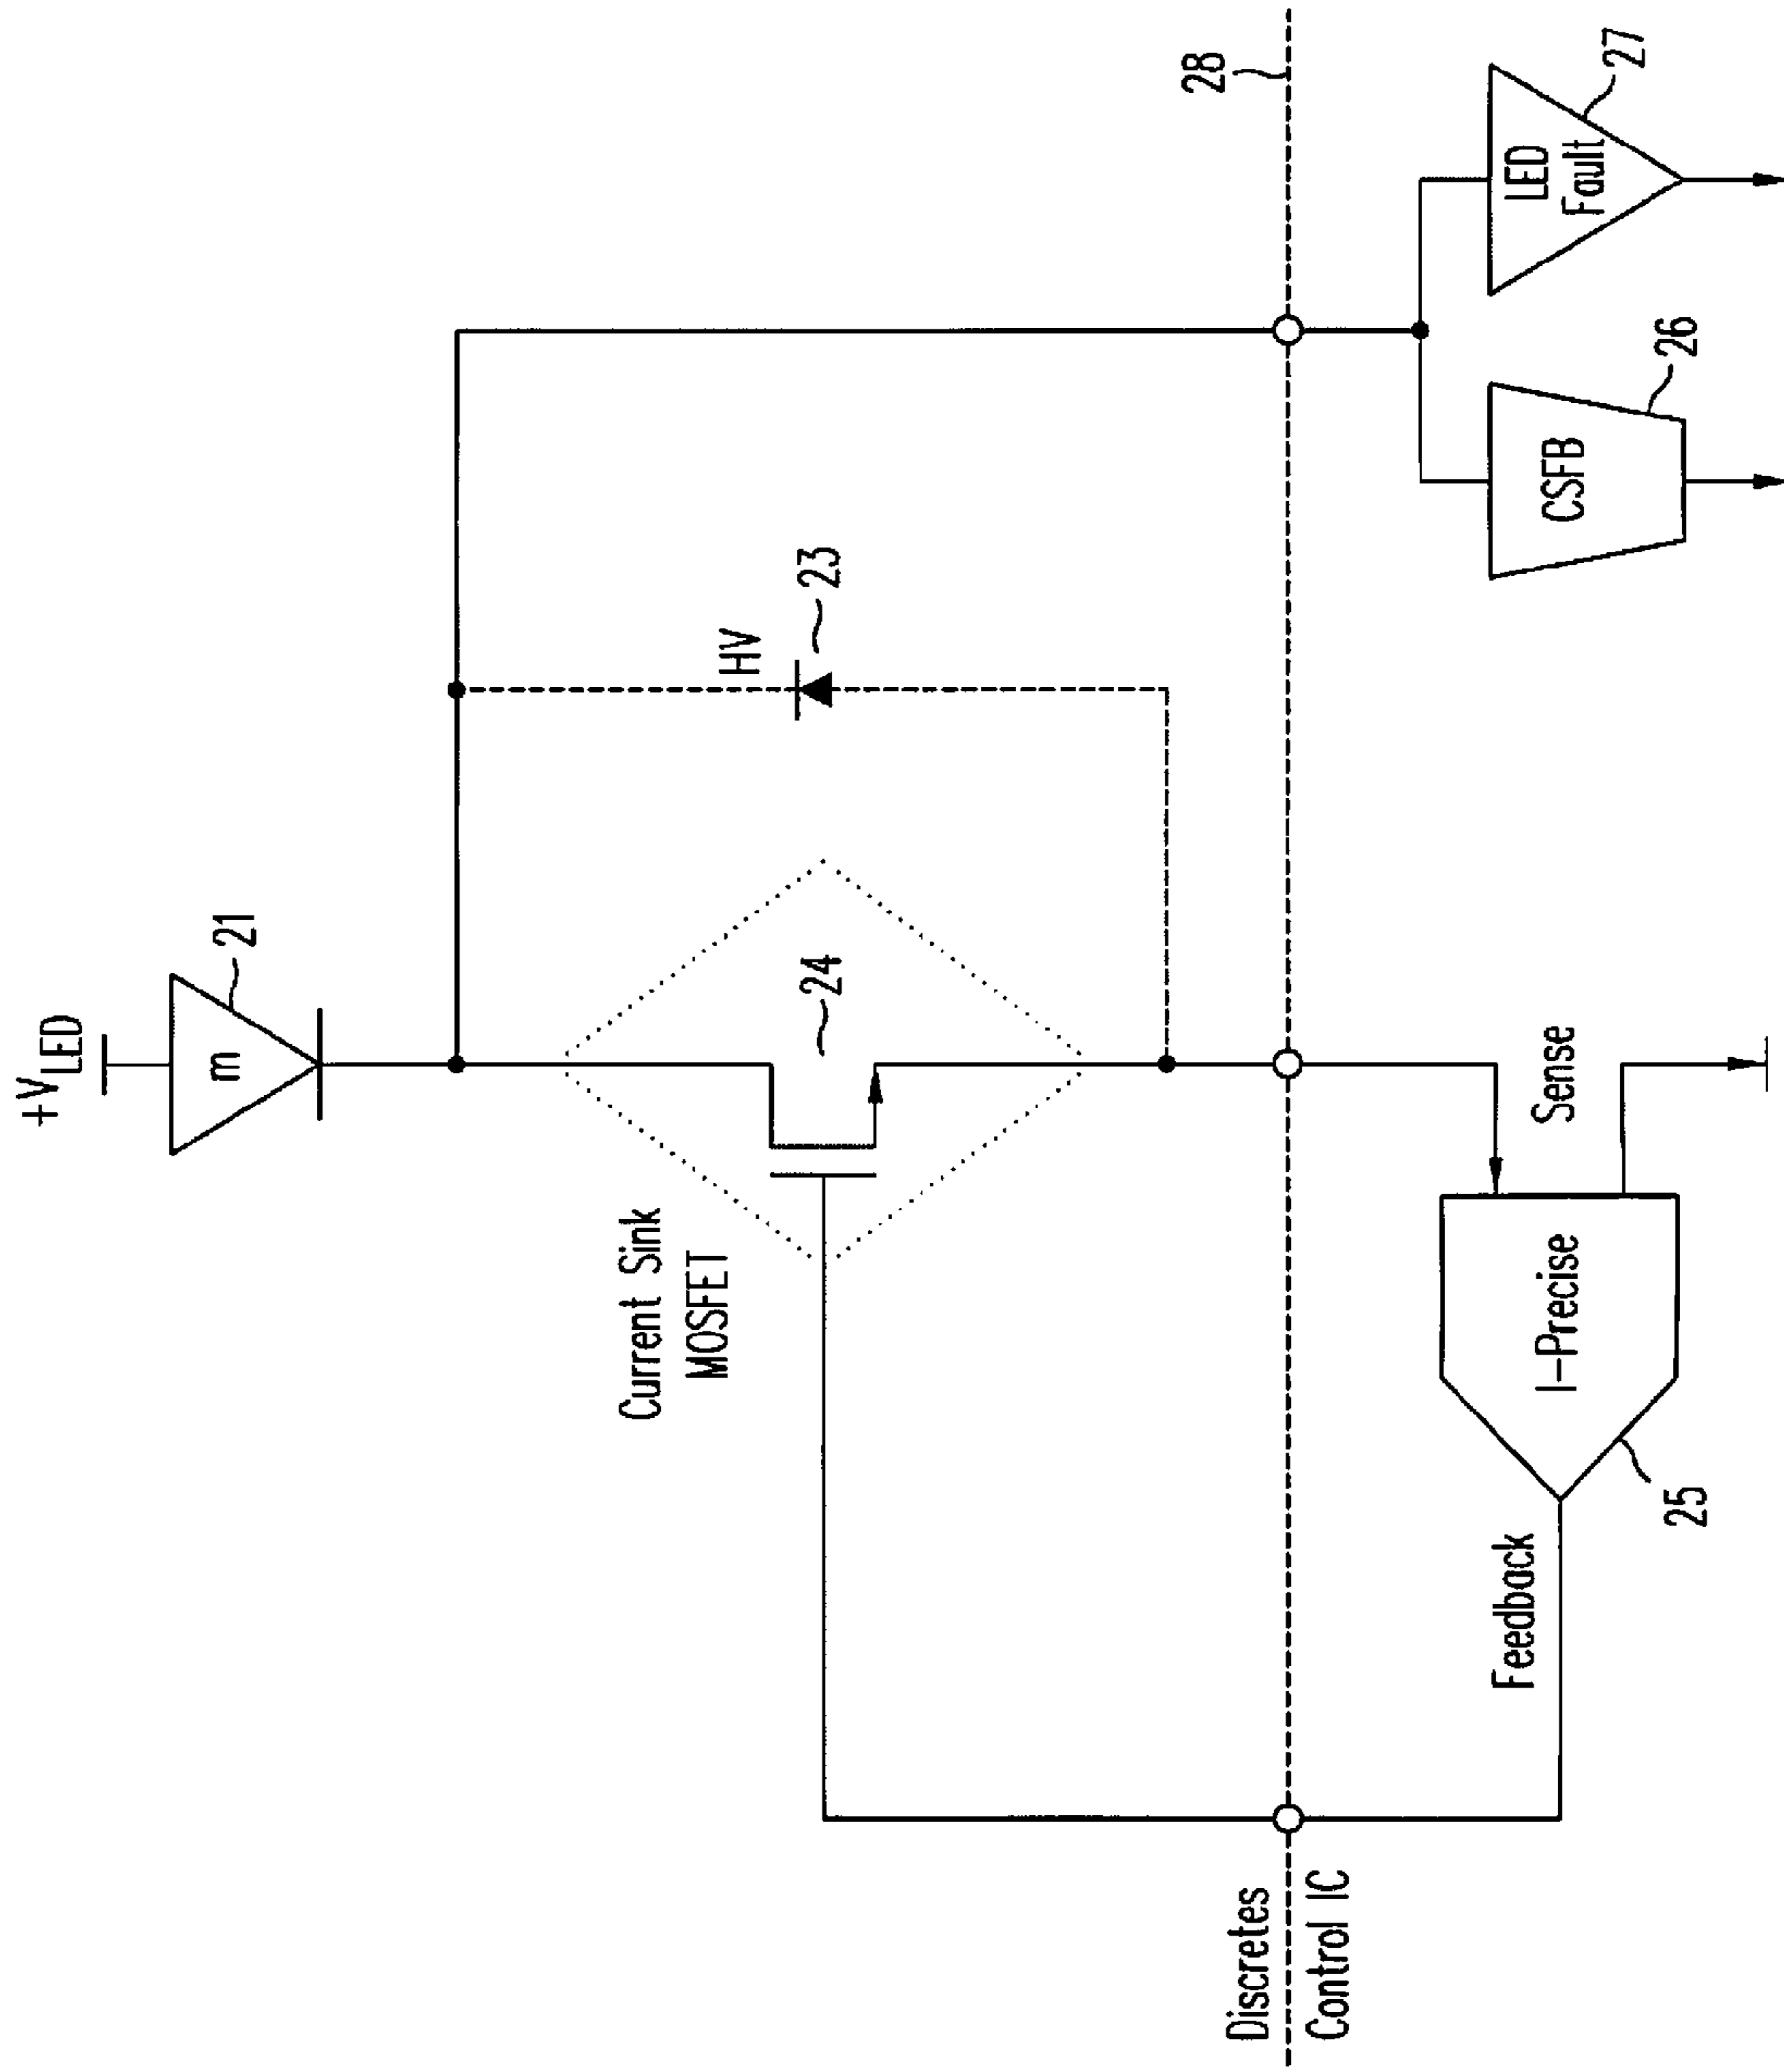 +VLED
m
21
Current Sink
MOSFET
24
HV
23
28
Discretes
Control IC
Feedback
I-Precise
25
Sense
CSFB
26
LED
Fault
27